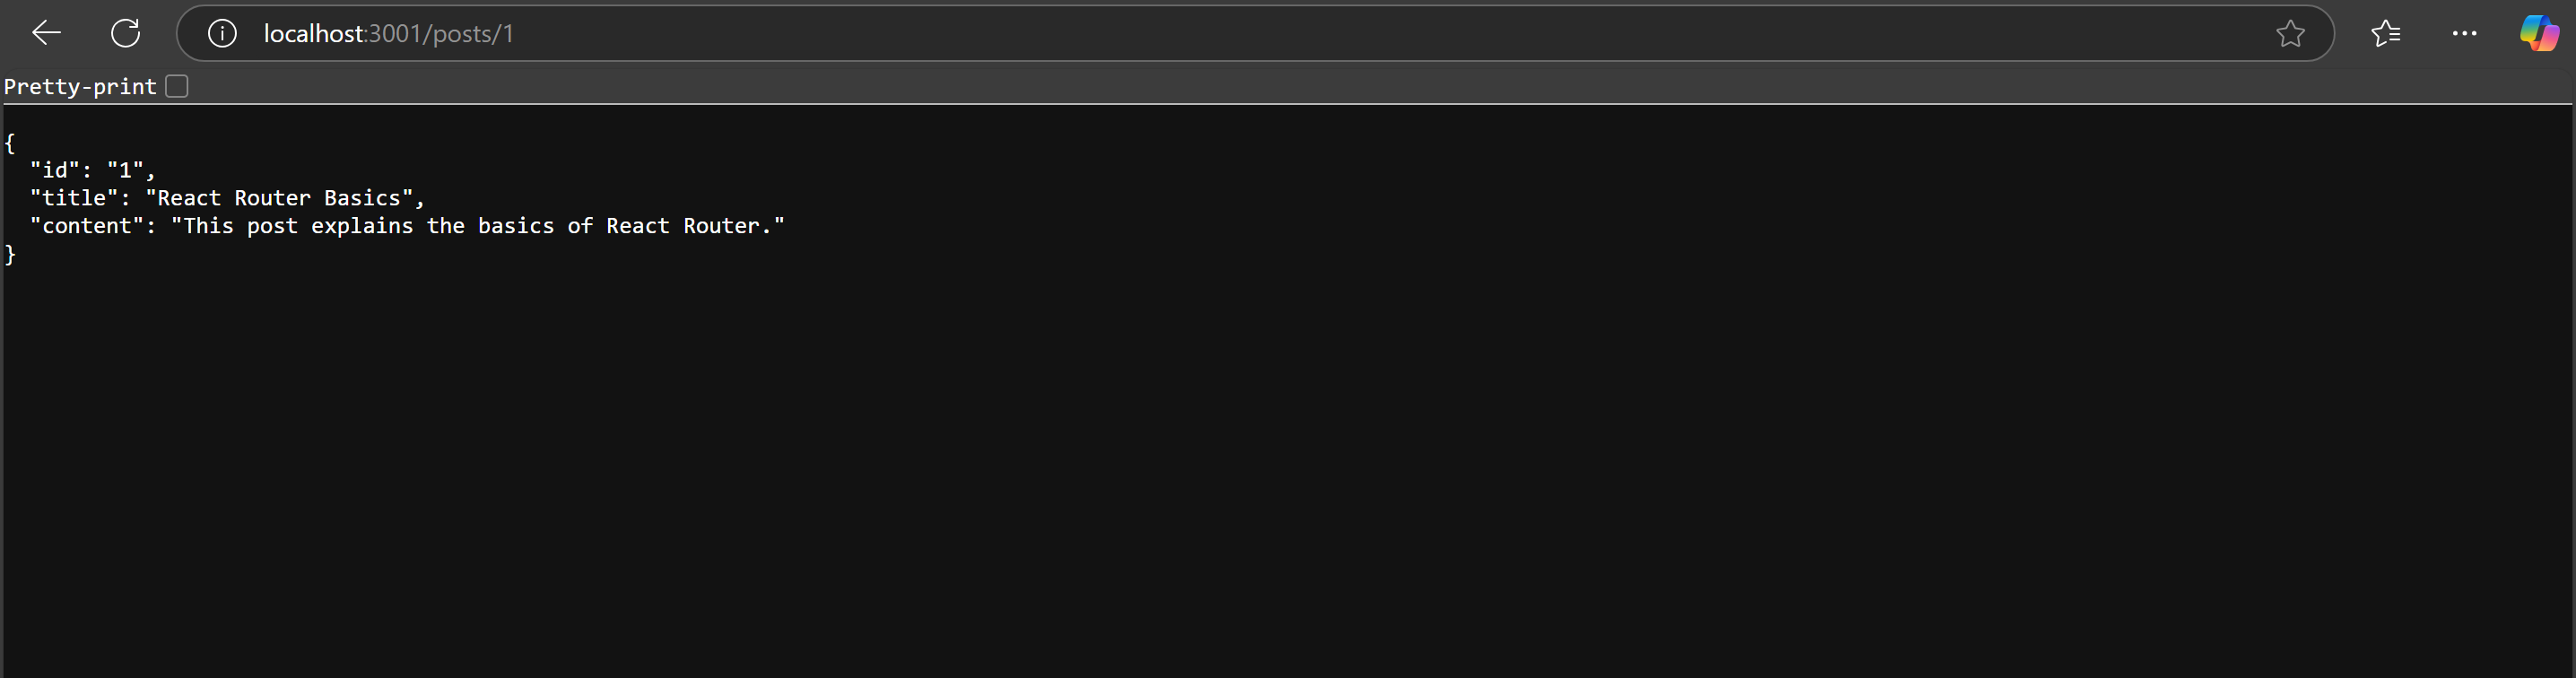 localhost:3001/posts/1
Pretty-print
{
  "id": "1",
  "title": "React Router Basics",
  "content": "This post explains the basics of React Router."
}